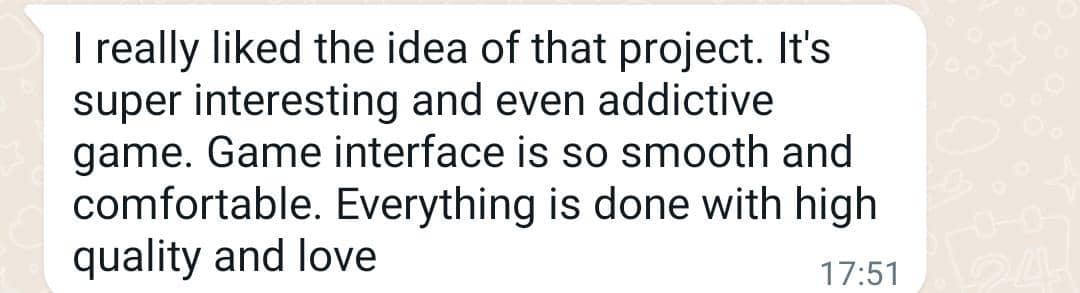 I really liked the idea of that project. It's
super interesting and even addictive
game. Game interface is so smooth and
comfortable. Everything is done with high
quality and love
17:51